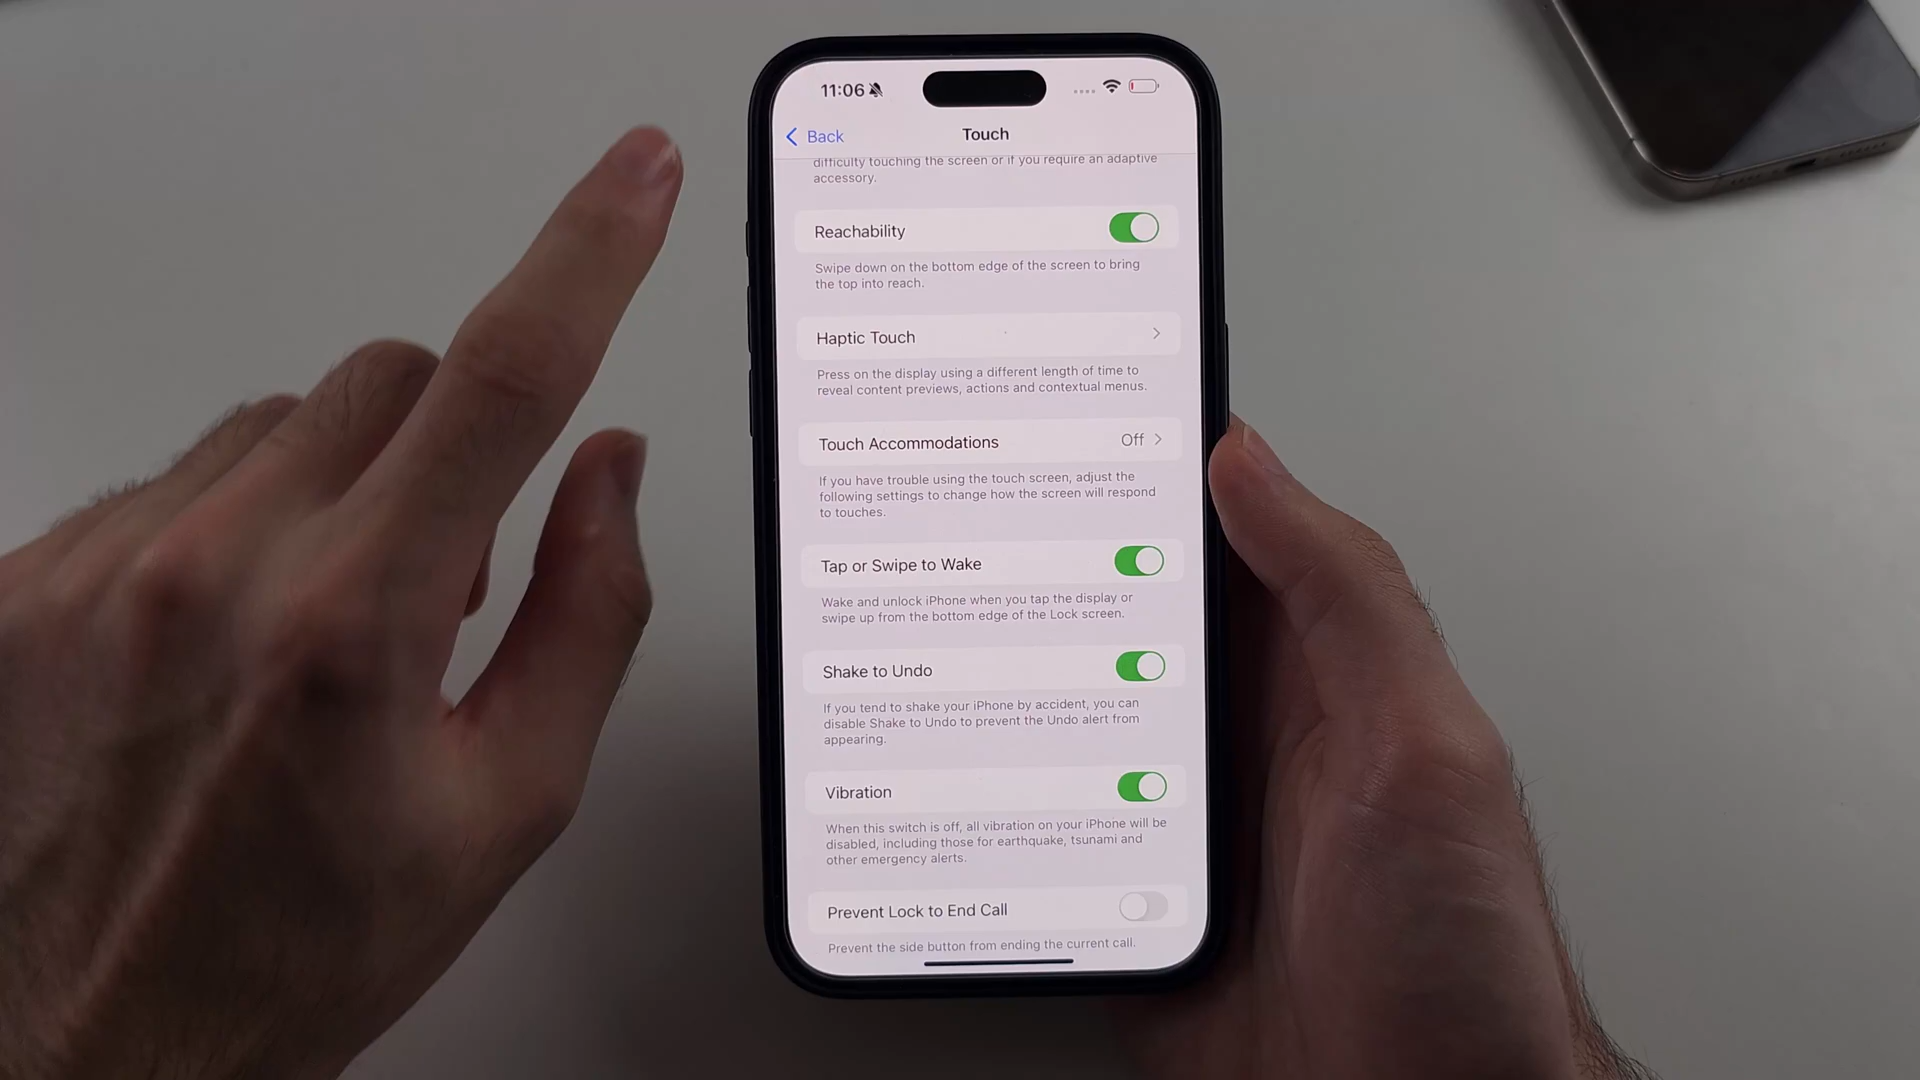 11:06
Back
Touch
difficulty touching the screen or if you require an adaptive
accessory.
Reachability
Swipe down on the bottom edge of the screen to bring
the top into reach.
Haptic Touch
Press on the display using a different length of time to
reveal content previews, actions and contextual menus.
Touch Accommodations Off
If you have trouble using the touch screen, adjust the
following settings to change how the screen will respond
to touches.
Tap or Swipe to Wake
Wake and unlock iPhone when you tap the display or
swipe up from the bottom edge of the Lock screen.
Shake to Undo
If you tend to shake your iPhone by accident, you can
disable Shake to Undo to prevent the Undo alert from
appearing.
Vibration
When this switch is off, all vibration on your iPhone will be
disabled, including those for earthquake, tsunami and
other emergency alerts.
Prevent Lock to End Call
Prevent the side button from ending the current call.